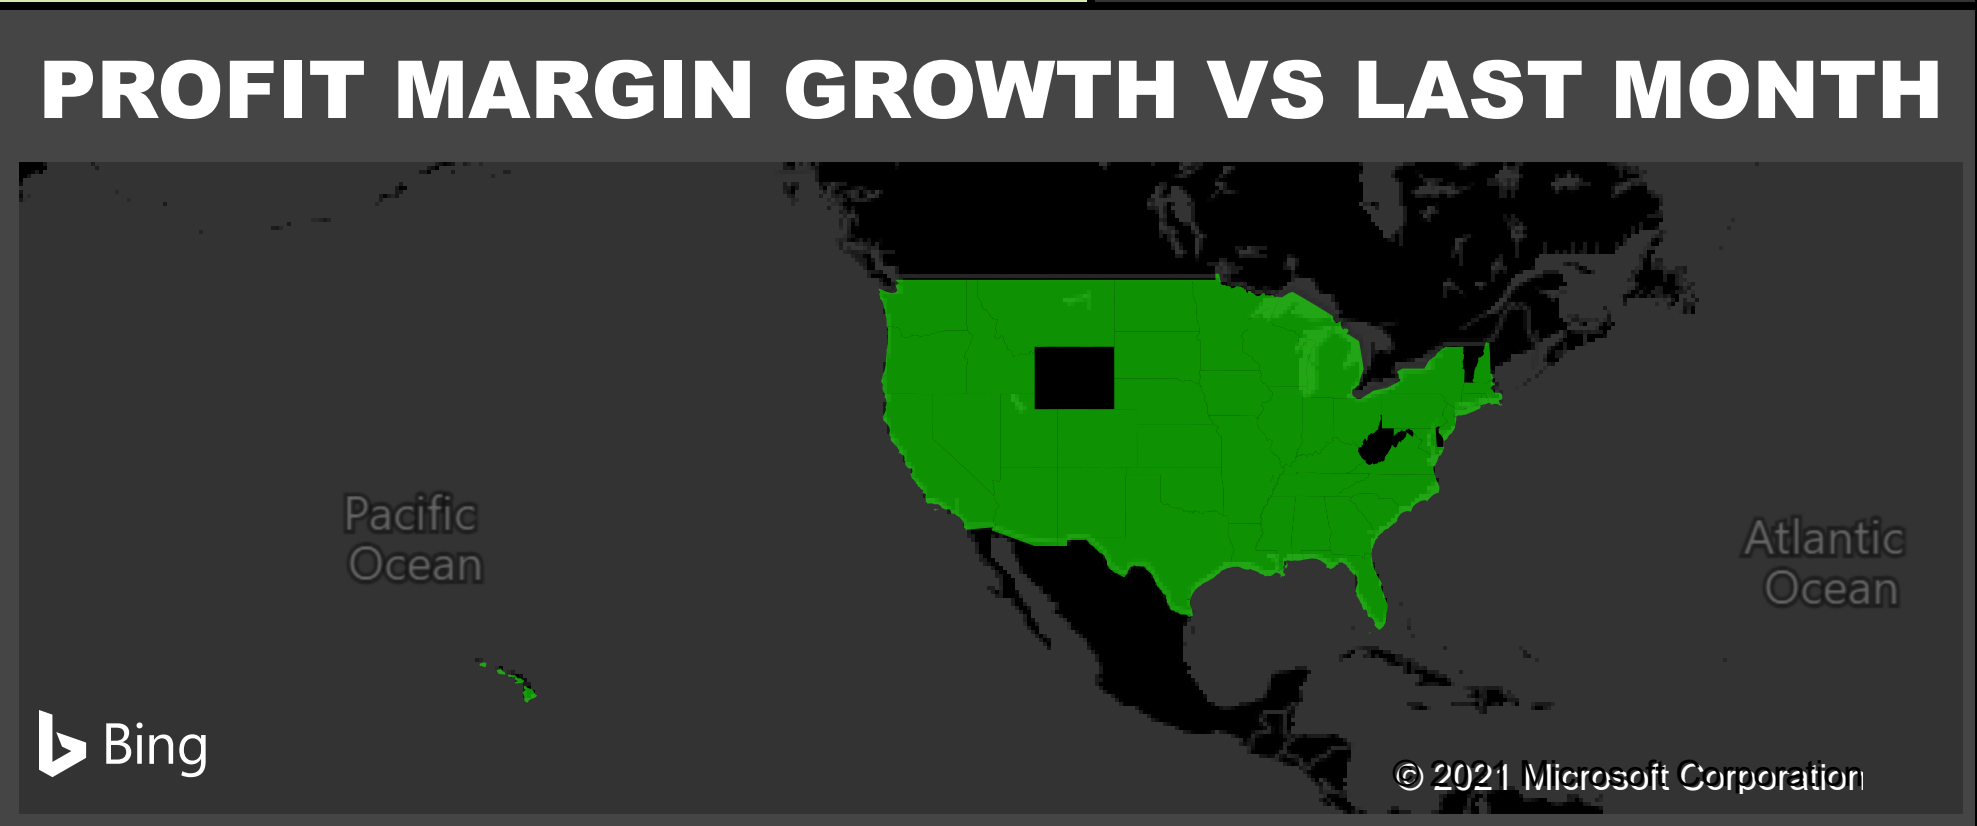 PROFIT MARGIN GROWTH VS LAST MONTH
Pacific
Ocean
Atlantic
Ocean
Bing
© 2021 Microsoft Corporation